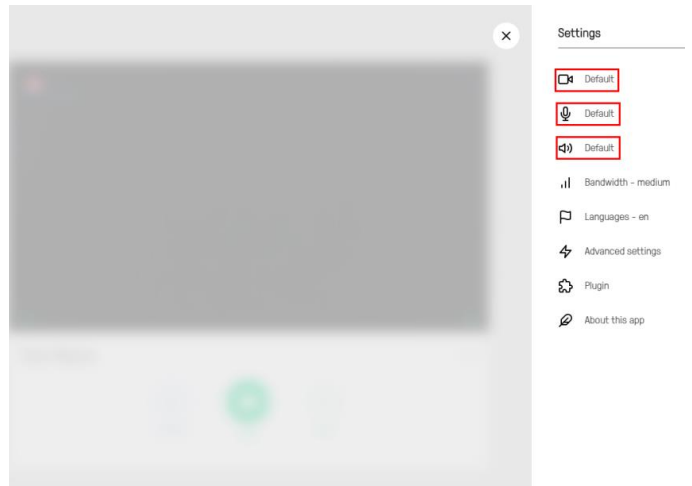 Settings
Default
Default
Default
Bandwidth - medium
Languages - en
Advanced settings
Plugin
About this app